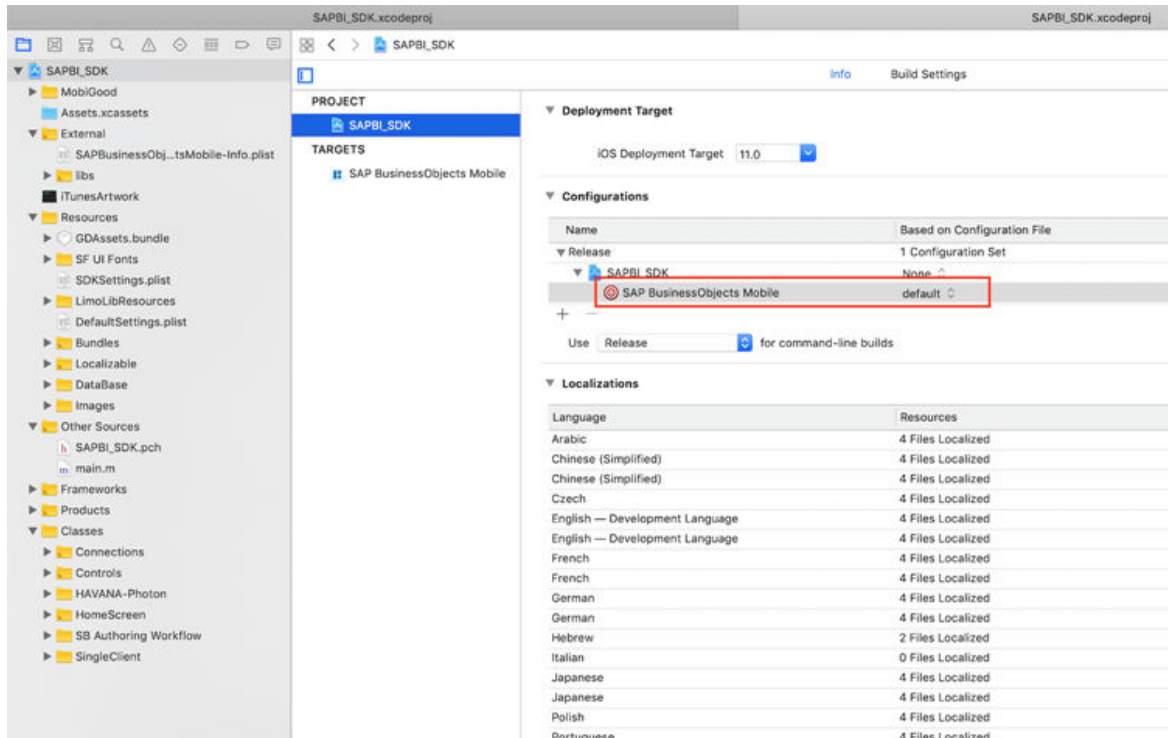 SAPBI_SDK.xcodeproj
SAPBI_SDK.xcodeproj
SAPBI_SDK
Info
Build Settings
SAPBI_SDK
MobiGood
Assets.xcassets
External
SAPBusinessObj...tsMobile-Info.plist
libs
iTunesArtwork
Resources
GDAssets.bundle
SF UI Fonts
SDKSettings.plist
LimoLibResources
DefaultSettings.plist
Bundles
Localizable
DataBase
Images
Other Sources
h SAPBI_SDK.pch
m main.m
Frameworks
Products
Classes
Connections
Controls
HAVANA-Photon
HomeScreen
SB Authoring Workflow
SingleClient
PROJECT
SAPBI_SDK
TARGETS
SAP BusinessObjects Mobile
Deployment Target
iOS Deployment Target 11.0
Configurations
Name Based on Configuration File
Release 1 Configuration Set
SAPBI_SDK None
SAP BusinessObjects Mobile default
+ −
Use Release for command-line builds
Localizations
Language Resources
Arabic 4 Files Localized
Chinese (Simplified) 4 Files Localized
Chinese (Simplified) 4 Files Localized
Czech 4 Files Localized
English — Development Language 4 Files Localized
English — Development Language 4 Files Localized
French 4 Files Localized
French 4 Files Localized
German 4 Files Localized
German 4 Files Localized
Hebrew 2 Files Localized
Italian 0 Files Localized
Japanese 4 Files Localized
Japanese 4 Files Localized
Polish 4 Files Localized
Portuguese 4 Files Localized